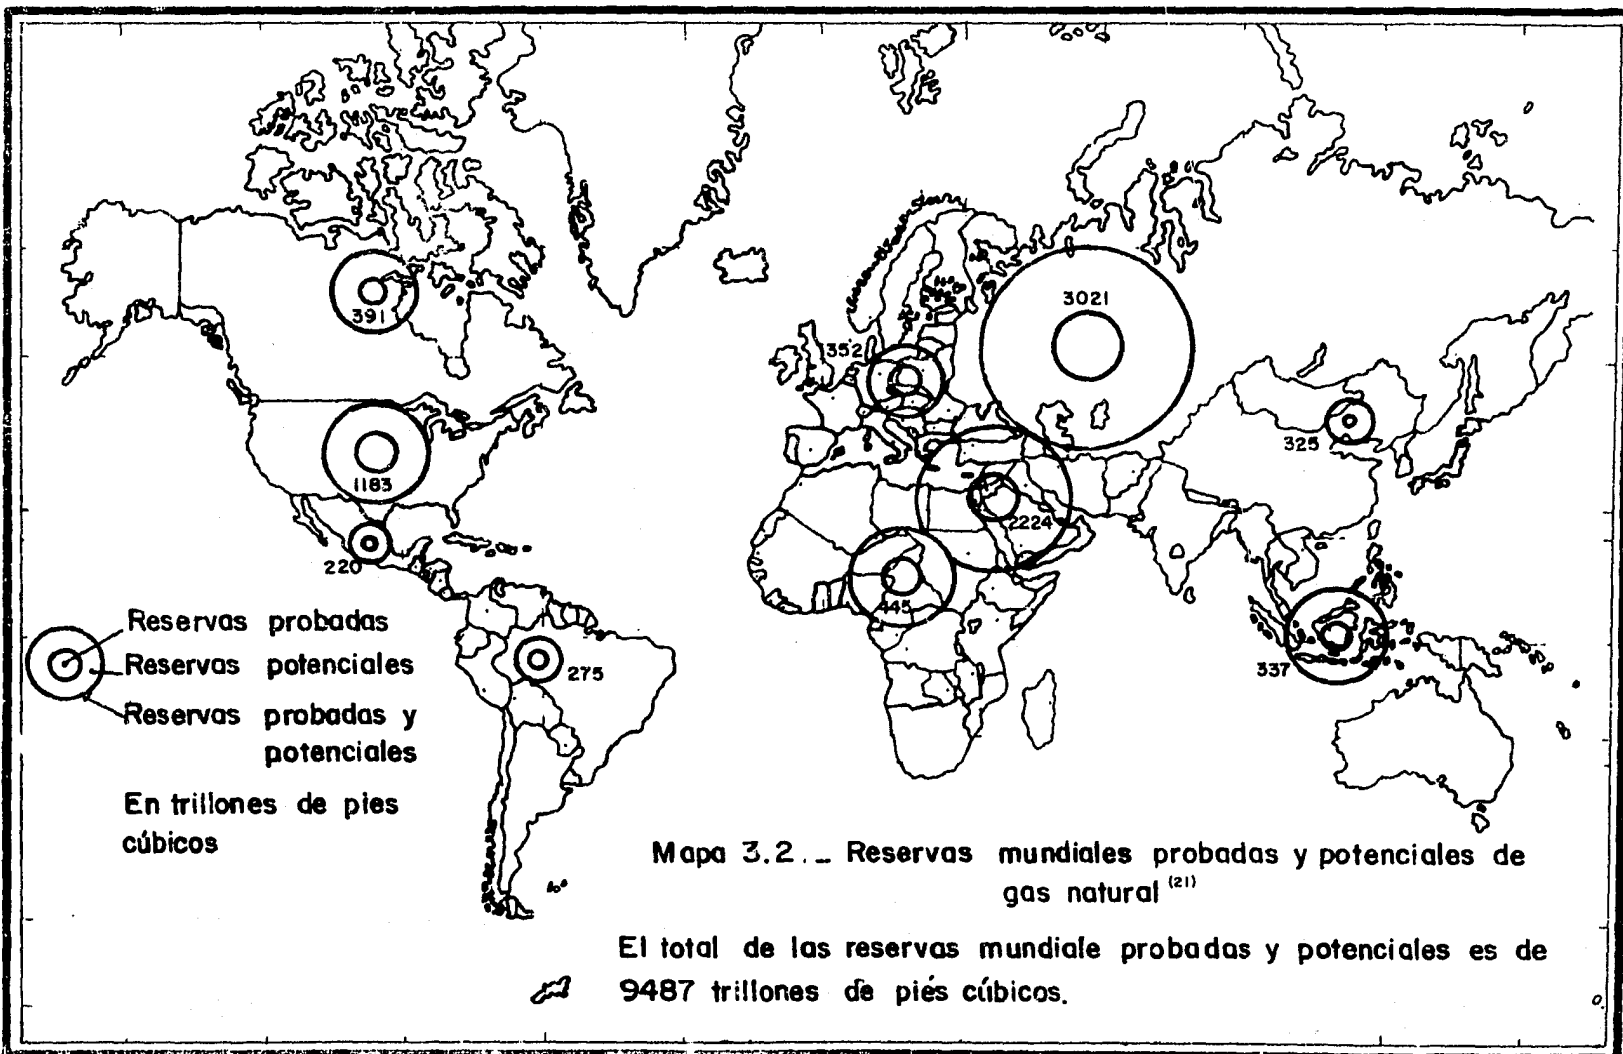 3021
391
352
325
1183
2224
220
445
275
337
Reservas probadas
Reservas potenciales
Reservas probadas y
potenciales
En trillones de pies
cúbicos
Mapa 3.2._ Reservas mundiales probadas y potenciales de
gas natural (21)
El total de las reservas mundiale probadas y potenciales es de
9487 trillones de piés cúbicos.